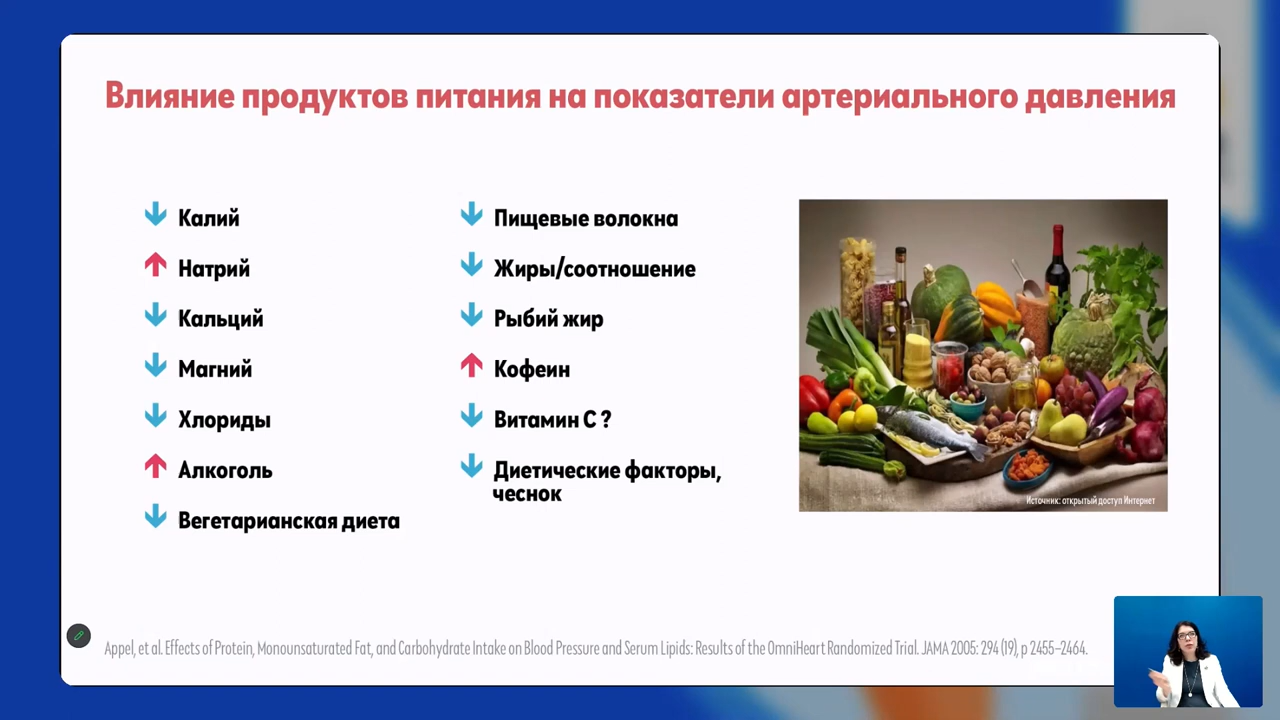 Влияние продуктов питания на показатели артериального давления
Калий
Натрий
Кальций
Магний
Хлориды
Алкоголь
Вегетарианская диета
Пищевые волокна
Жиры/соотношение
Рыбий жир
Кофеин
Витамин С ?
Диетические факторы,
чеснок
Источник: открытый доступ Интернет
Appel, et al. Effects of Protein, Monounsaturated Fat, and Carbohydrate Intake on Blood Pressure and Serum Lipids: Results of the OmniHeart Randomized Trial. JAMA 2005: 294 (19), p 2455–2464.